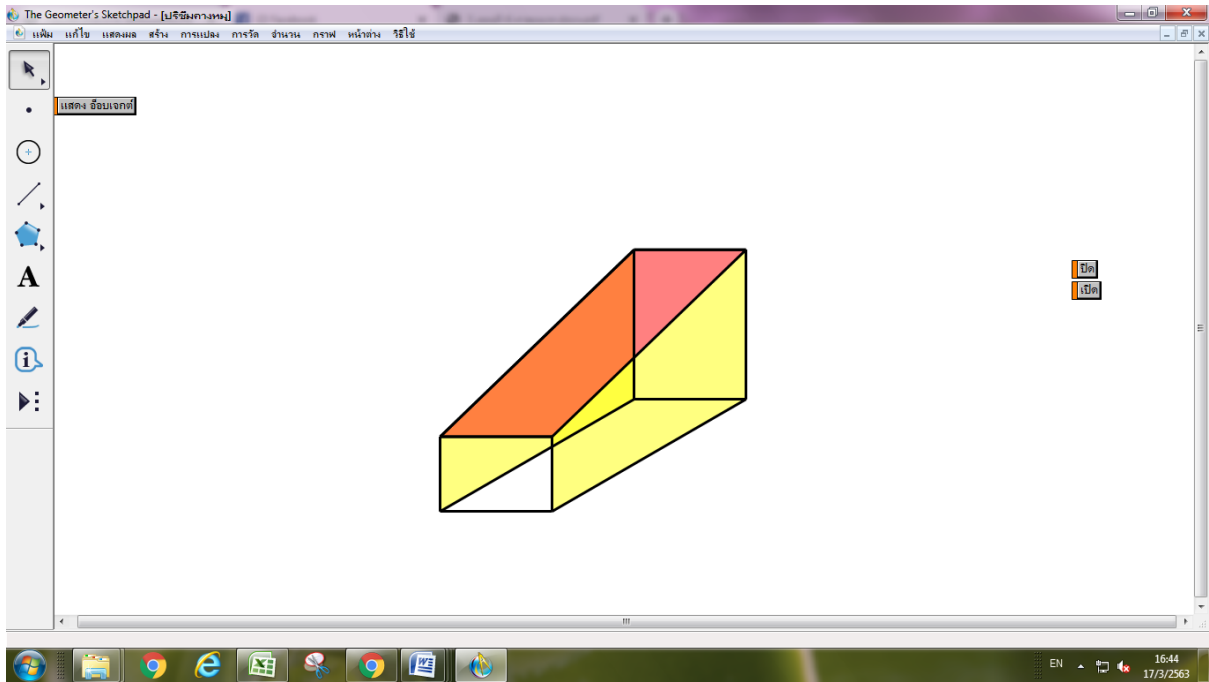 The Geometer's Sketchpad - [ปริซึมคางหมู]
แฟ้ม แก้ไข แสดงผล สร้าง การแปลง การวัด จำนวน กราฟ หน้าต่าง วิธีใช้
แสดง อ็อบเจกต์
A
ปิด
เปิด
EN
16:44
17/3/2563